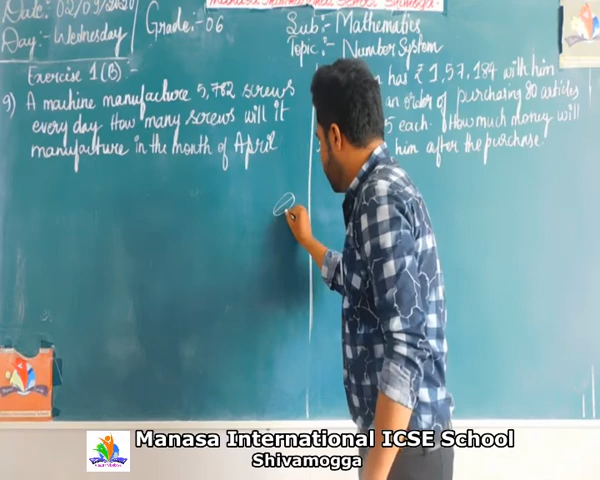 Date:- 02/09/2020
Day:- Wednesday
Grade:- 06
Sub:- Mathematics
Topic:- Number System
Exercise 1(B):-
9) A machine manufacture 5,782 screws
every day How many screws will it
manufacture in the month of April
has ₹ 1,57,184 with him
an order of purchasing 80 articles
5 each. How much money will
him after the purchase.
Manasa International ICSE School
Shivamogga